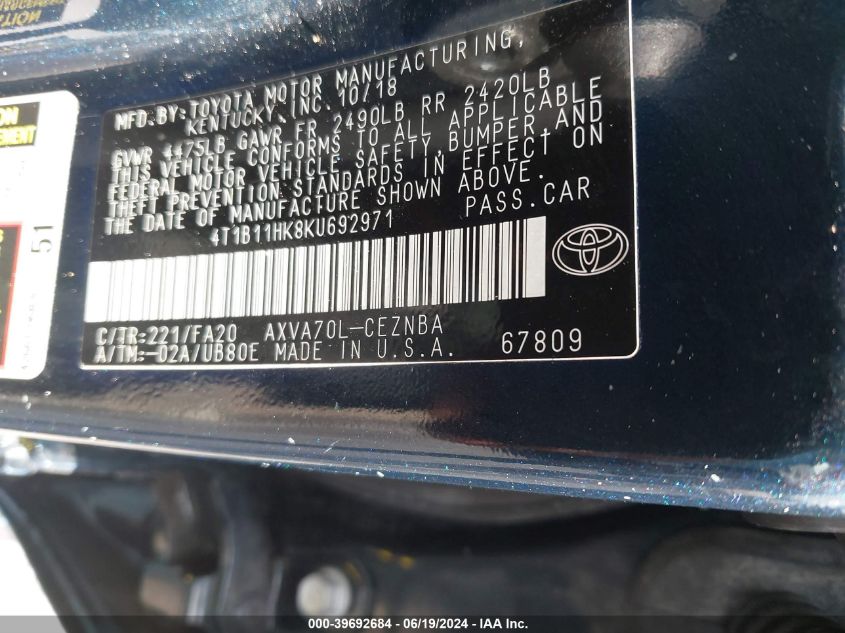 MFD.BY:TOYOTA MOTOR MANUFACTURING,
KENTUCKY, INC. 10/18
GVWR 4475LB GAWR FR 2490LB RR 2420LB
THIS VEHICLE CONFORMS TO ALL APPLICABLE
FEDERAL MOTOR VEHICLE SAFETY, BUMPER, AND
THEFT PREVENTION STANDARDS IN EFFECT ON
THE DATE OF MANUFACTURE SHOWN ABOVE.
4T1B11HK8KU692971 PASS.CAR
C/TR:221/FA20 AXVA70L-CEZNBA
A/TM:-02A/UB80E MADE IN U.S.A. 67809
51
000-39692684 - 06/19/2024 - IAA Inc.